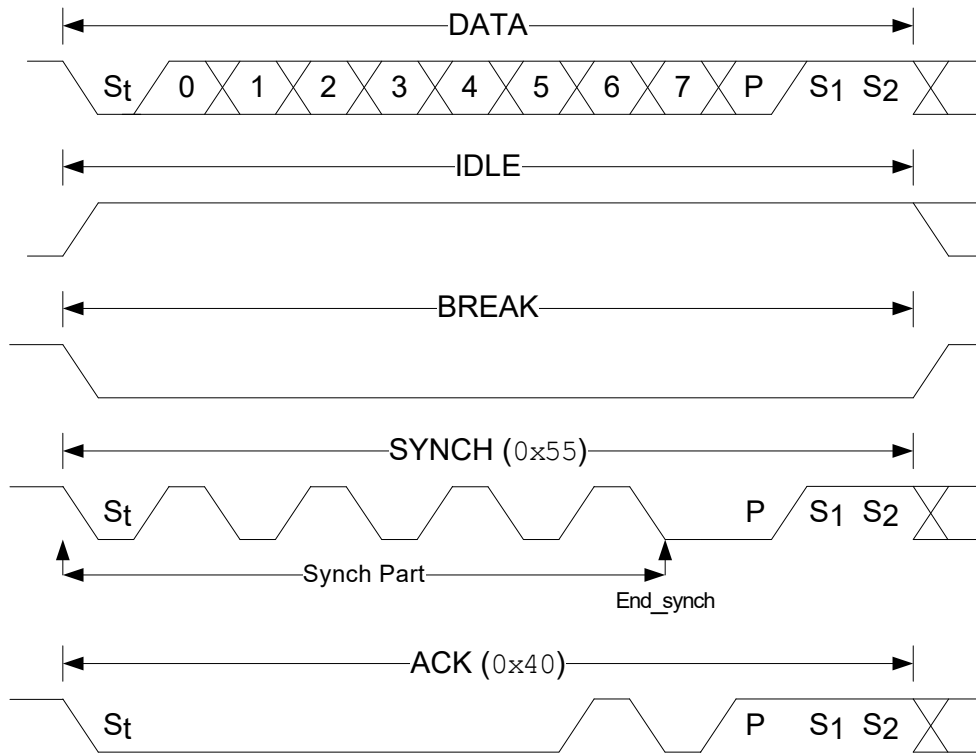 DATA
St 0 1 2 3 4 5 6 7 P S1 S2
IDLE
BREAK
SYNCH (0x55)
St P S1 S2
Synch Part
End_synch
ACK (0x40)
St P S1 S2